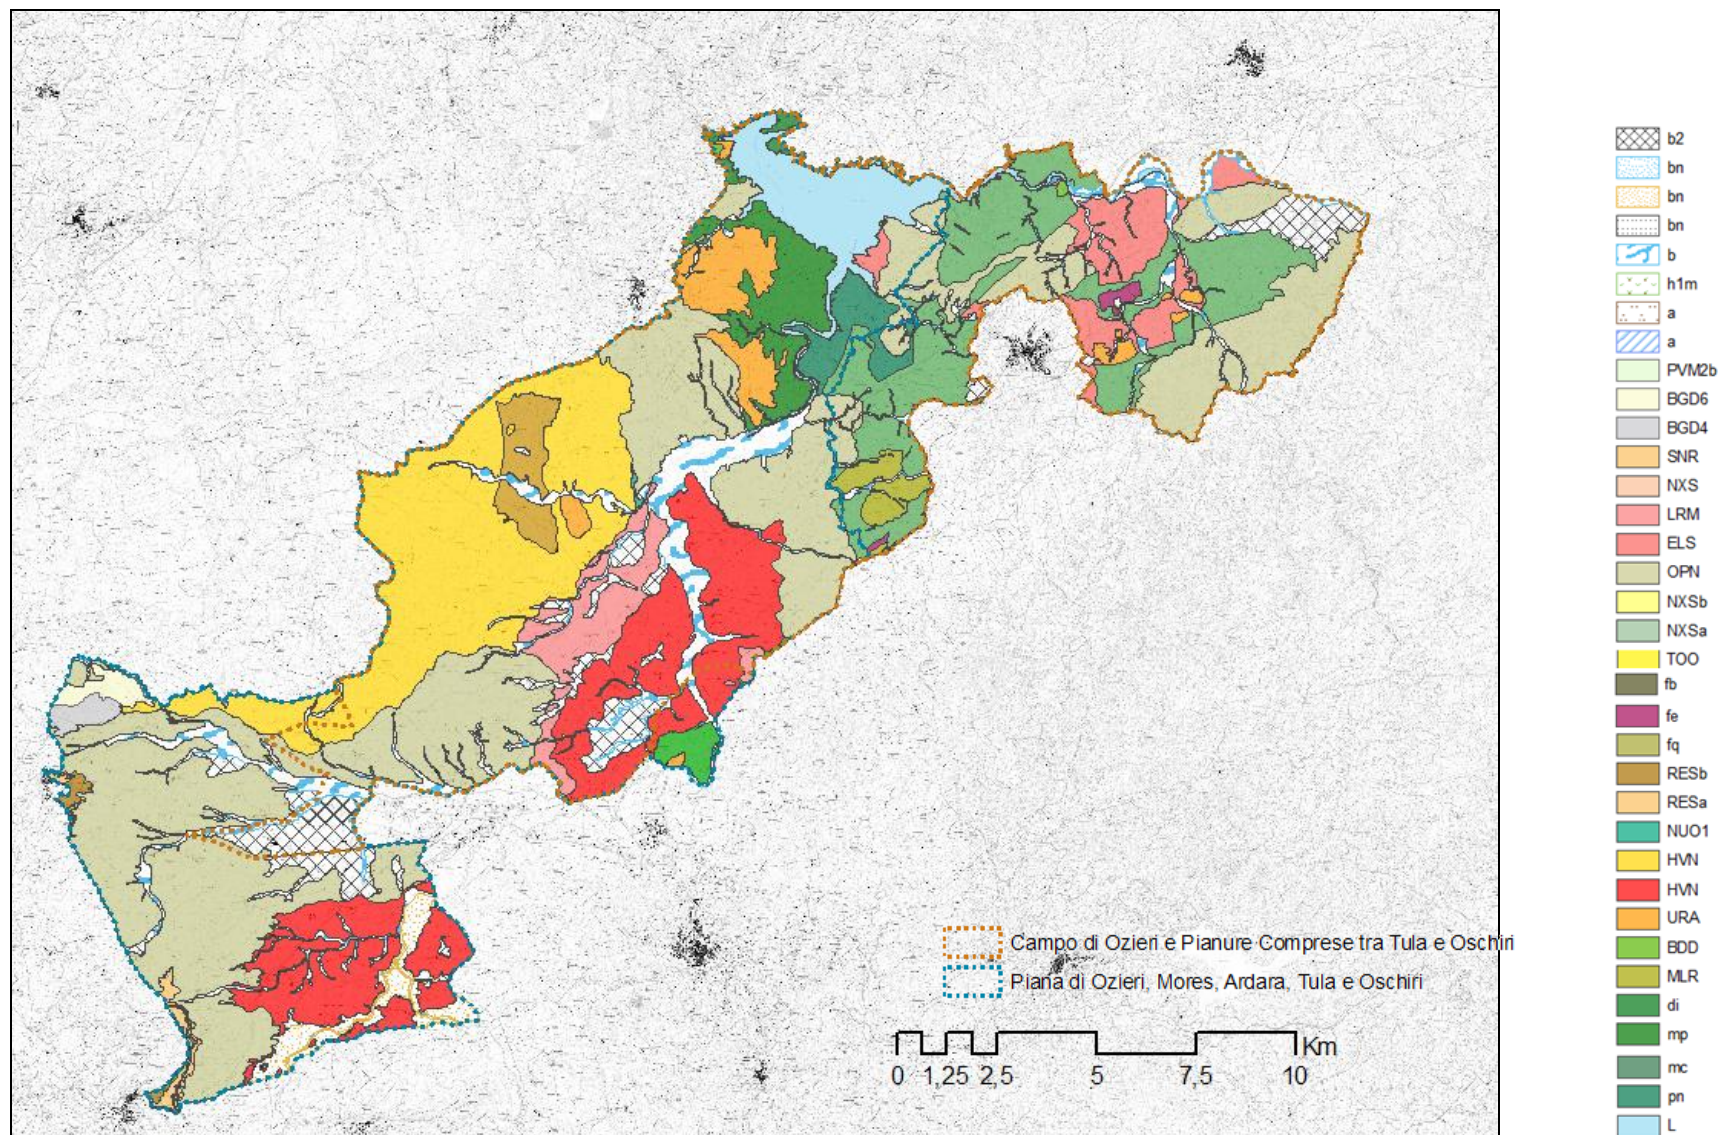 b2
bn
bn
bn
b
h1m
a
a
PVM2b
BGD6
BGD4
SNR
NXS
LRM
ELS
OPN
NXSb
NXSa
TOO
fb
fe
fq
RESb
RESa
NUO1
HVN
HVN
URA
BDD
MLR
di
mp
mc
pn
L
Campo di Ozieri e Pianure Comprese tra Tula e Oschiri
Piana di Ozieri, Mores, Ardara, Tula e Oschiri
Km
0 1,25 2,5 5 7,5 10